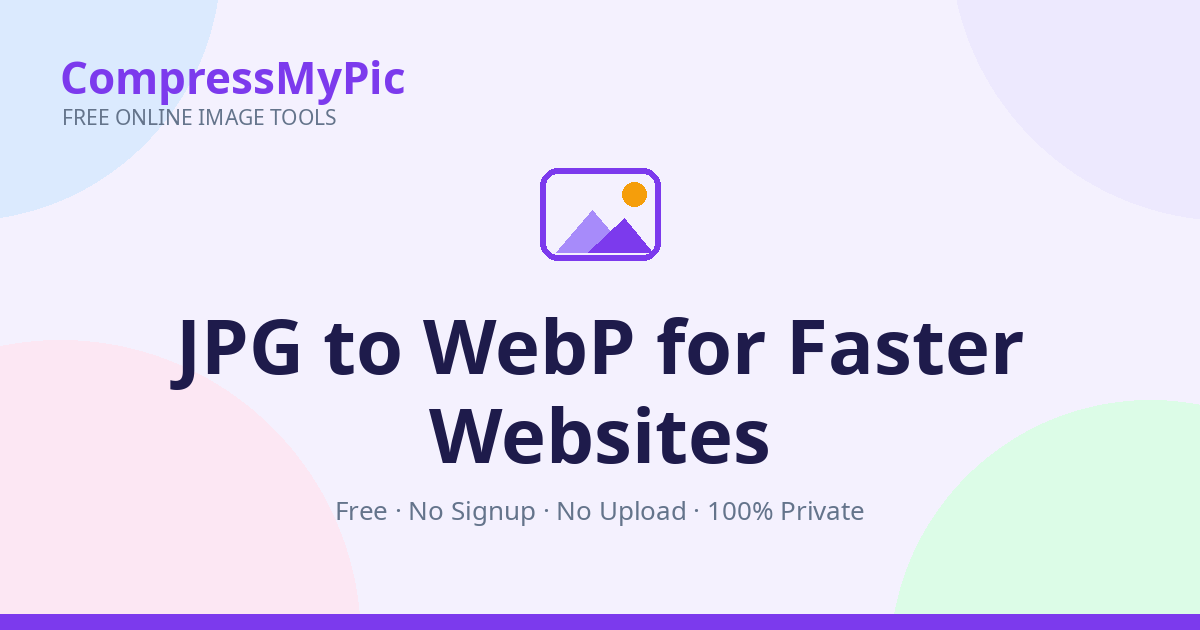 CompressMyPic
FREE ONLINE IMAGE TOOLS
JPG to WebP for Faster
Websites
Free · No Signup · No Upload · 100% Private